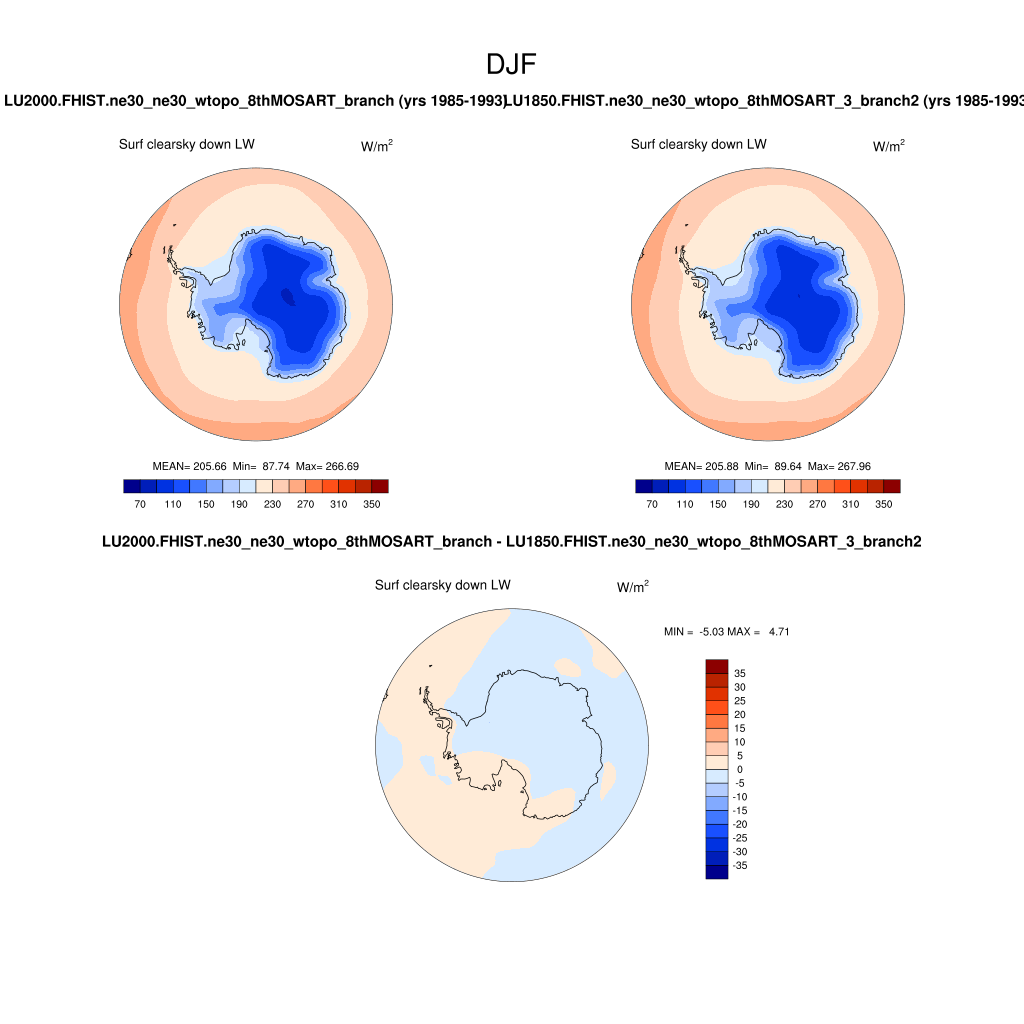 DJF
LU2000.FHIST.ne30_ne30_wtopo_8thMOSART_branch (yrs 1985-1993)
LU1850.FHIST.ne30_ne30_wtopo_8thMOSART_3_branch2 (yrs 1985-1993
Surf clearsky down LW W/m²
Surf clearsky down LW W/m²
MEAN= 205.66 Min= 87.74 Max= 266.69
MEAN= 205.88 Min= 89.64 Max= 267.96
70 110 150 190 230 270 310 350
70 110 150 190 230 270 310 350
LU2000.FHIST.ne30_ne30_wtopo_8thMOSART_branch - LU1850.FHIST.ne30_ne30_wtopo_8thMOSART_3_branch2
Surf clearsky down LW W/m²
MIN = -5.03 MAX = 4.71
35
30
25
20
15
10
5
0
-5
-10
-15
-20
-25
-30
-35